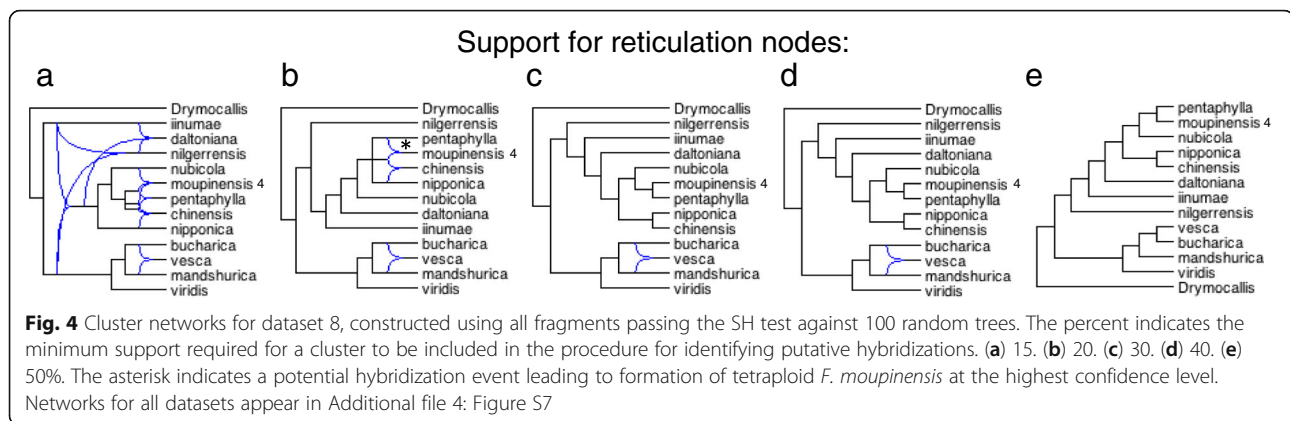 Support for reticulation nodes:
a b c d e
Drymocallis
iinumae
daltoniana
nilgerrensis
nubicola
moupinensis 4
pentaphylla
chinensis
nipponica
bucharica
vesca
mandshurica
viridis
Drymocallis
nilgerrensis
pentaphylla
*
moupinensis 4
chinensis
nipponica
nubicola
daltoniana
iinumae
bucharica
vesca
mandshurica
viridis
Drymocallis
nilgerrensis
iinumae
daltoniana
nubicola
moupinensis 4
pentaphylla
nipponica
chinensis
bucharica
vesca
mandshurica
viridis
Drymocallis
nilgerrensis
iinumae
daltoniana
nubicola
moupinensis 4
pentaphylla
nipponica
chinensis
bucharica
vesca
mandshurica
viridis
pentaphylla
moupinensis 4
nubicola
nipponica
chinensis
daltoniana
iinumae
nilgerrensis
vesca
bucharica
mandshurica
viridis
Drymocallis
Fig. 4 Cluster networks for dataset 8, constructed using all fragments passing the SH test against 100 random trees. The percent indicates the
minimum support required for a cluster to be included in the procedure for identifying putative hybridizations. (a) 15. (b) 20. (c) 30. (d) 40. (e)
50%. The asterisk indicates a potential hybridization event leading to formation of tetraploid F. moupinensis at the highest confidence level.
Networks for all datasets appear in Additional file 4: Figure S7